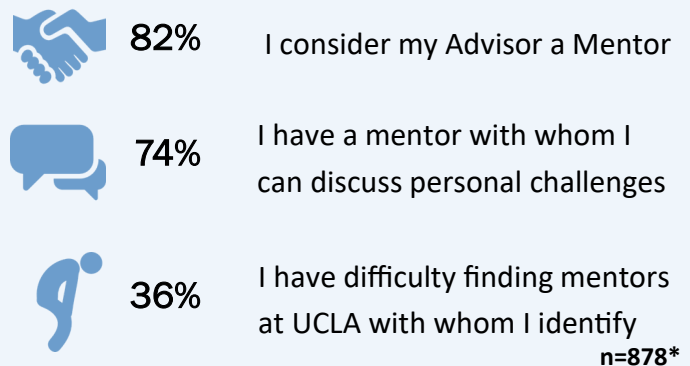 82% I consider my Advisor a Mentor
74% I have a mentor with whom I
can discuss personal challenges
36% I have difficulty finding mentors
at UCLA with whom I identify
n=878*